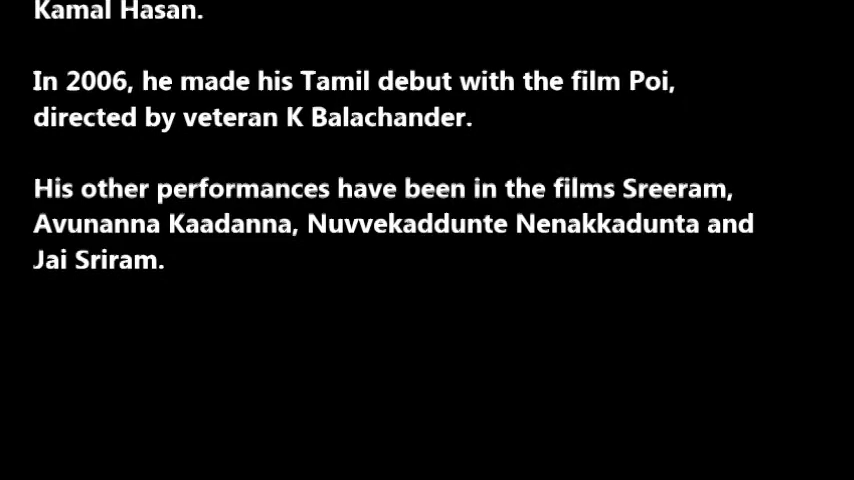 Kamal Hasan.
In 2006, he made his Tamil debut with the film Poi,
directed by veteran K Balachander.
His other performances have been in the films Sreeram,
Avunanna Kaadanna, Nuvvekaddunte Nenakkadunta and
Jai Sriram.